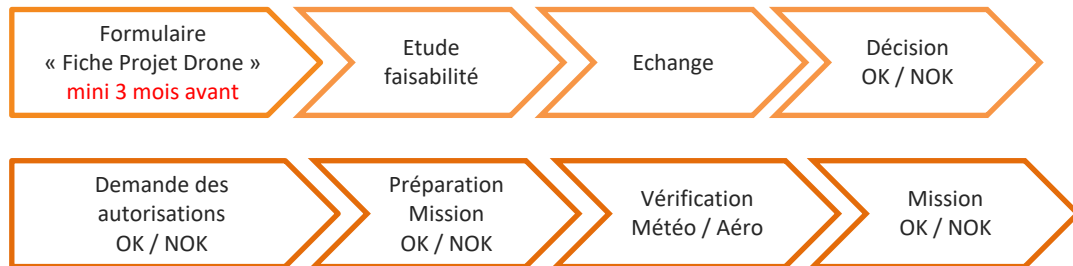 Formulaire
« Fiche Projet Drone »
mini 3 mois avant
Etude
faisabilité
Echange
Décision
OK / NOK
Demande des
autorisations
OK / NOK
Préparation
Mission
OK / NOK
Vérification
Météo / Aéro
Mission
OK / NOK